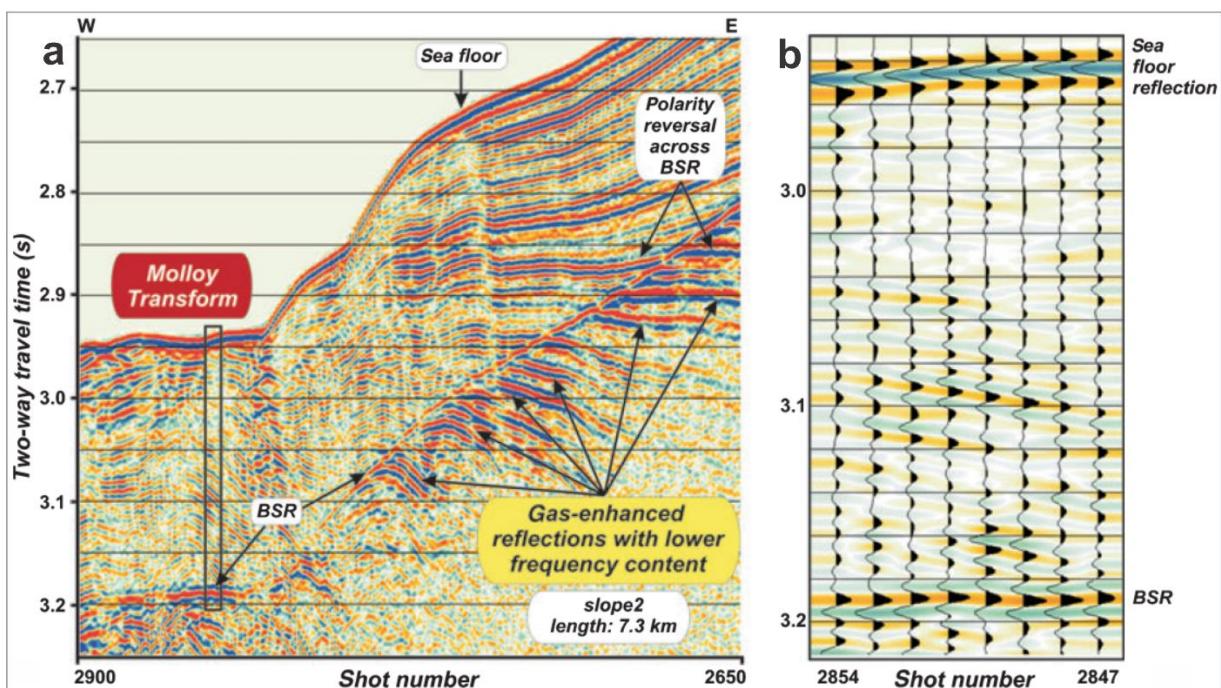 W
E
a
Sea floor
Polarity
reversal
across
BSR
2.7
2.8
2.9
3.0
3.1
3.2
Two-way travel time (s)
Molloy
Transform
BSR
Gas-enhanced
reflections with lower
frequency content
slope2
length: 7.3 km
2900
Shot number
2650
b
Sea
floor
reflection
3.0
3.1
3.2
BSR
2854
Shot number
2847